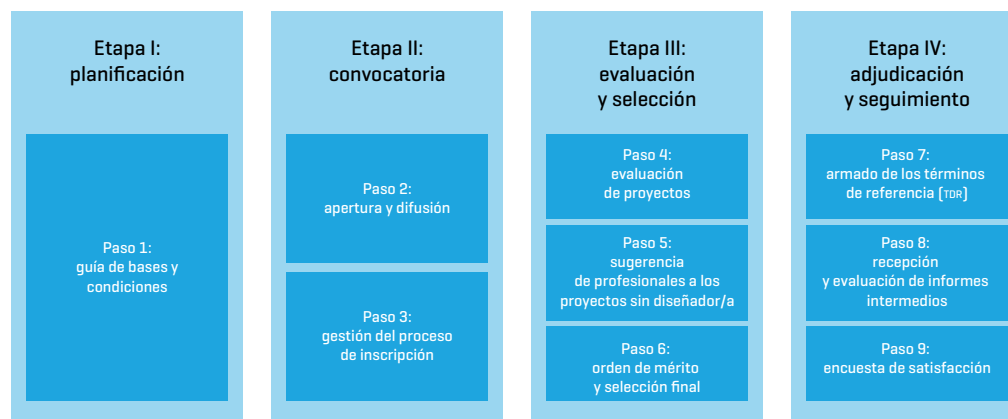 Etapa I:
planificación
Paso 1:
guía de bases y
condiciones
Etapa II:
convocatoria
Paso 2:
apertura y difusión
Paso 3:
gestión del proceso
de inscripción
Etapa III:
evaluación
y selección
Paso 4:
evaluación
de proyectos
Paso 5:
sugerencia
de profesionales a los
proyectos sin diseñador/a
Paso 6:
orden de mérito
y selección final
Etapa IV:
adjudicación
y seguimiento
Paso 7:
armado de los términos
de referencia (TDR)
Paso 8:
recepción
y evaluación de informes
intermedios
Paso 9:
encuesta de satisfacción